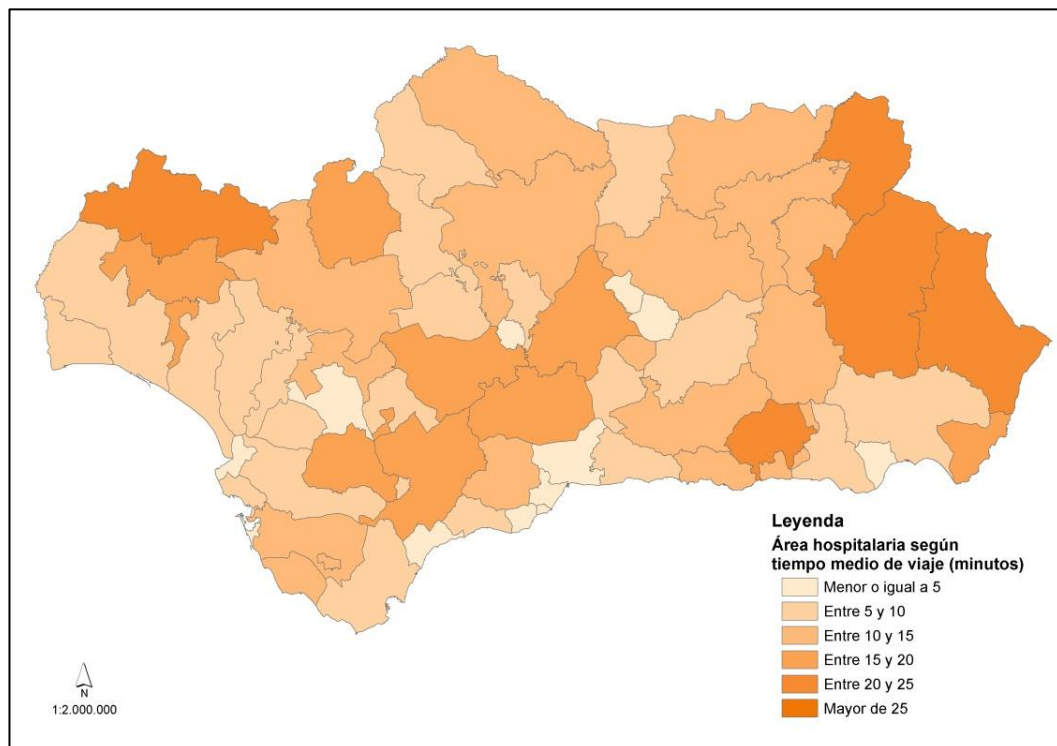 Leyenda
Área hospitalaria según
tiempo medio de viaje (minutos)
Menor o igual a 5
Entre 5 y 10
Entre 10 y 15
Entre 15 y 20
Entre 20 y 25
Mayor de 25
N
1:2.000.000